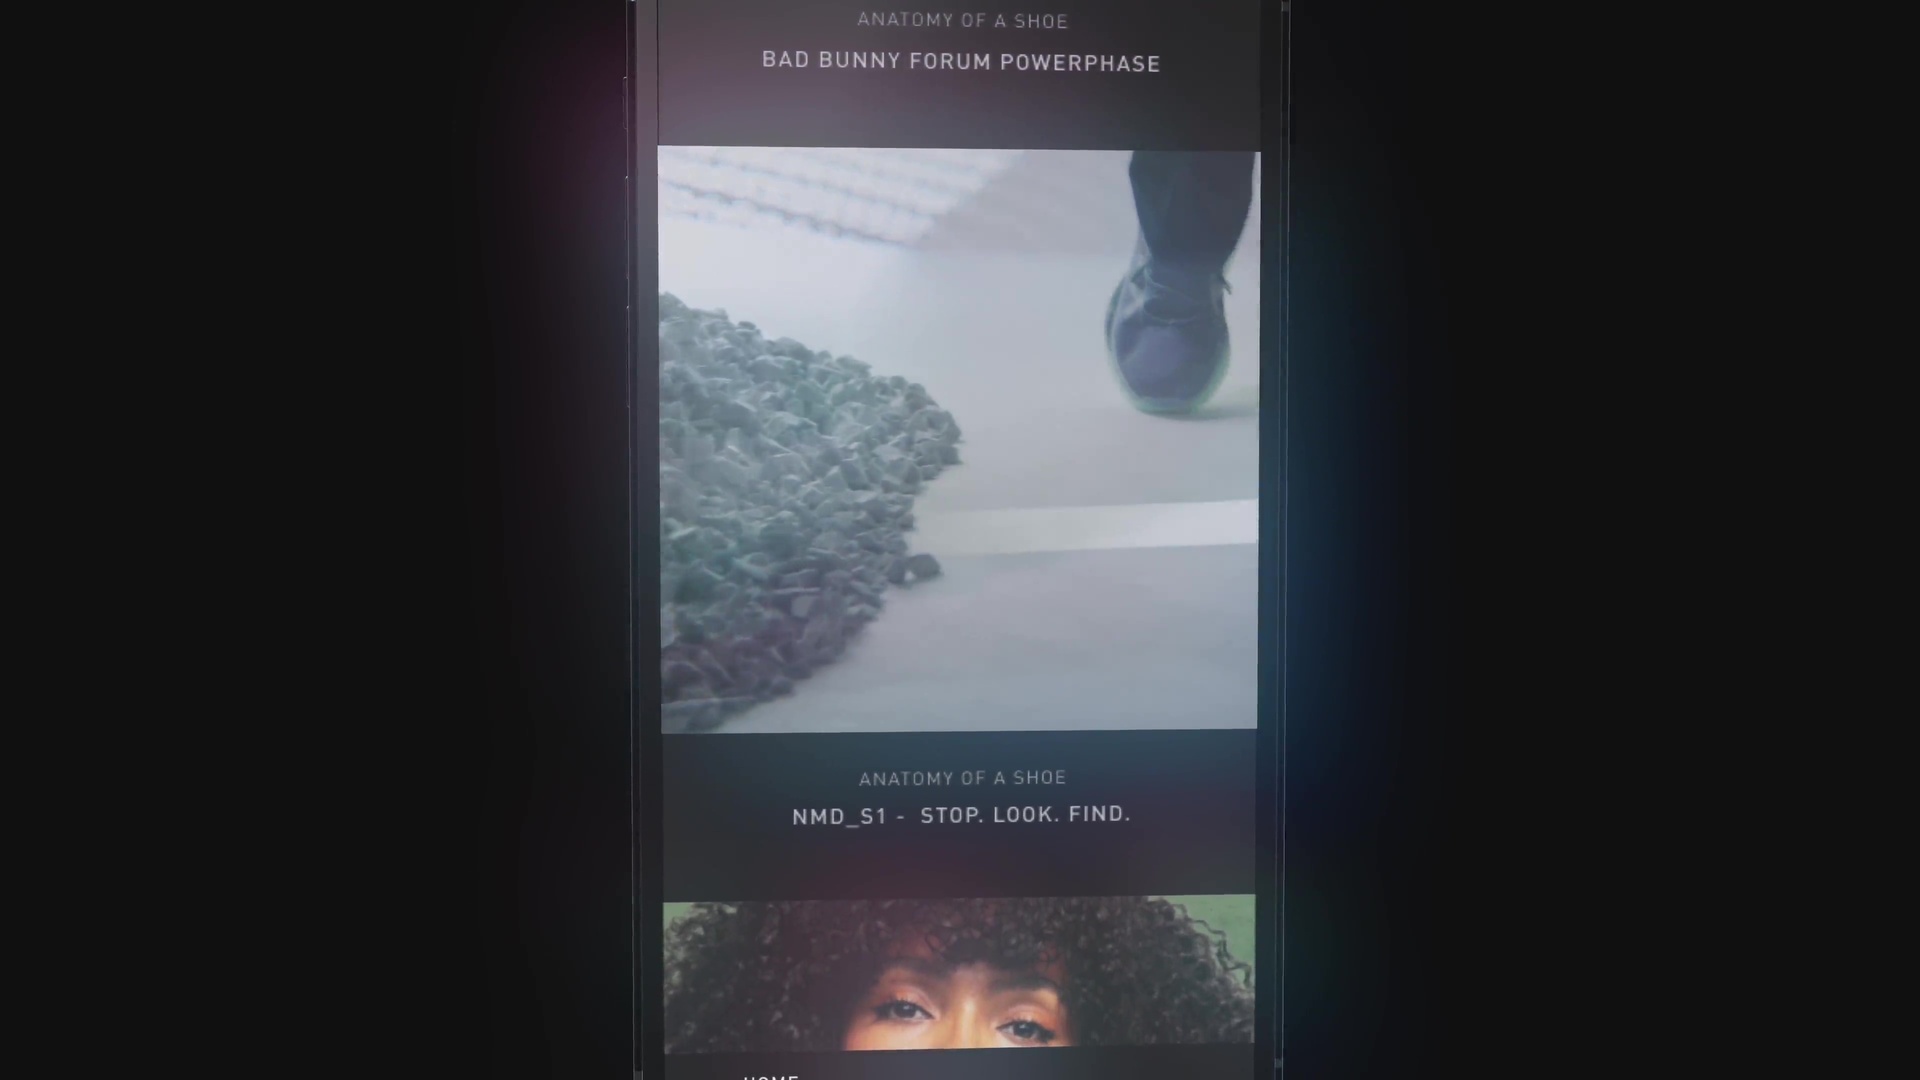 ANATOMY OF A SHOE
BAD BUNNY FORUM POWERPHASE
ANATOMY OF A SHOE
NMD_S1 - STOP. LOOK. FIND.
HOME